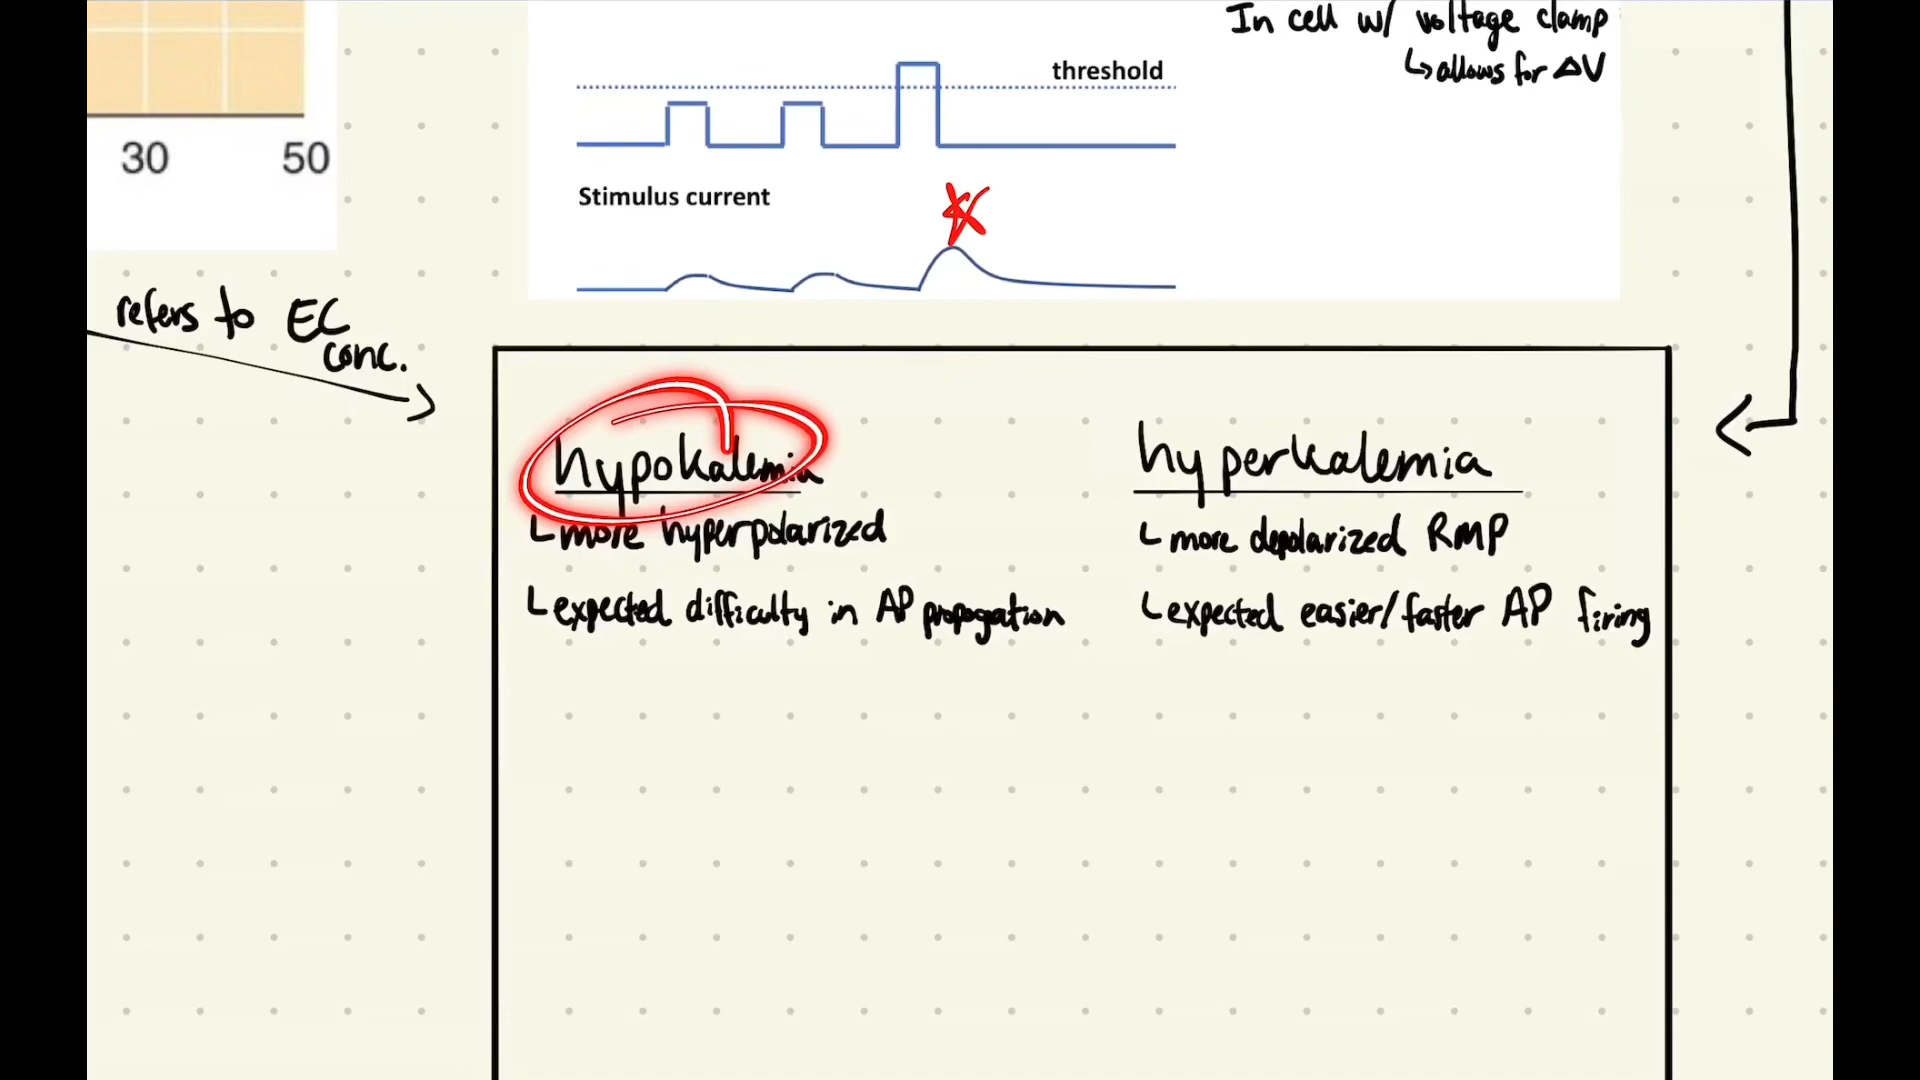 In cell w/ voltage clamp
↳allows for ΔV
threshold
30 50
Stimulus current
refers to EC
conc.
hypokalemia
↳more hyperpolarized
↳expected difficulty in AP propogation
hyperkalemia
↳more depolarized RMP
↳expected easier/faster AP firing